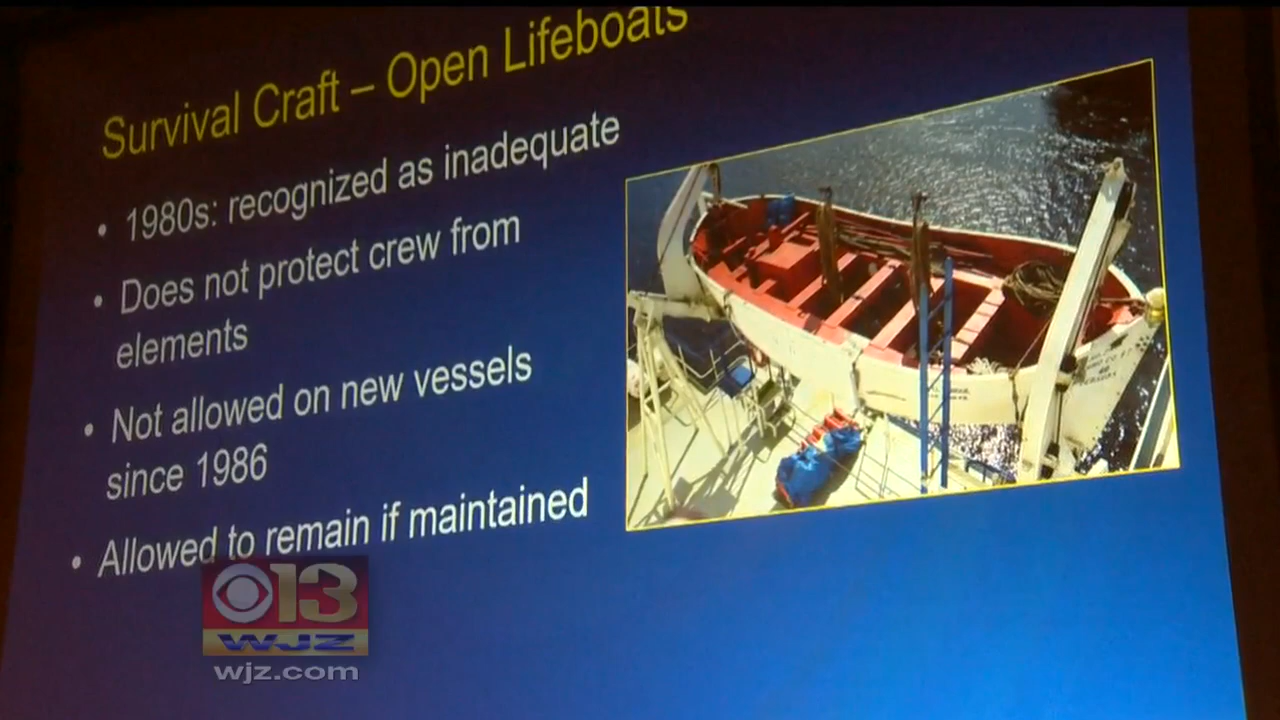 Survival Craft – Open Lifeboats
• 1980s: recognized as inadequate
• Does not protect crew from
elements
• Not allowed on new vessels
since 1986
• Allowed to remain if maintained
13
WJZ
wjz.com